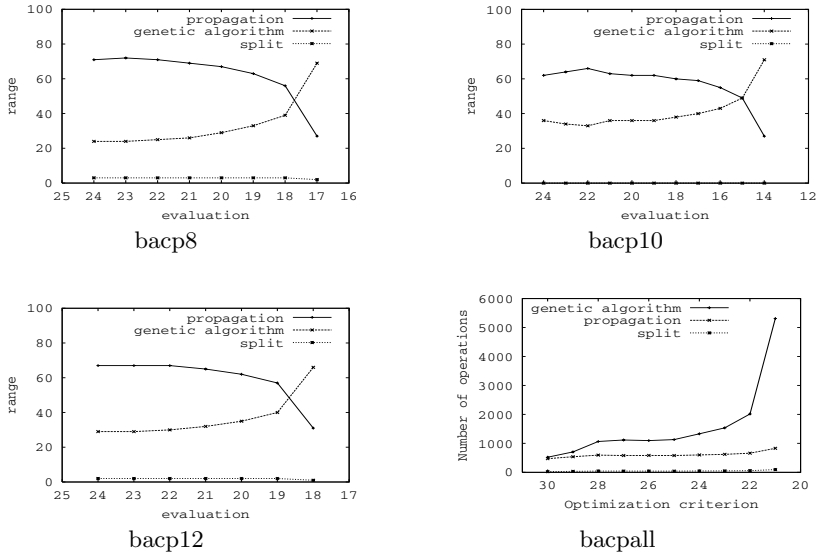 100
80
60
40
20
0
range
propagation
genetic algorithm
split
25 24 23 22 21 20 19 18 17 16
evaluation
bacp8
100
80
60
40
20
0
range
propagation
genetic algorithm
split
24 22 20 18 16 14 12
evaluation
bacp10
100
80
60
40
20
0
range
propagation
genetic algorithm
split
25 24 23 22 21 20 19 18 17
evaluation
bacp12
6000
5000
4000
3000
2000
1000
0
Number of operations
genetic algorithm
propagation
split
30 28 26 24 22 20
Optimization criterion
bacpall